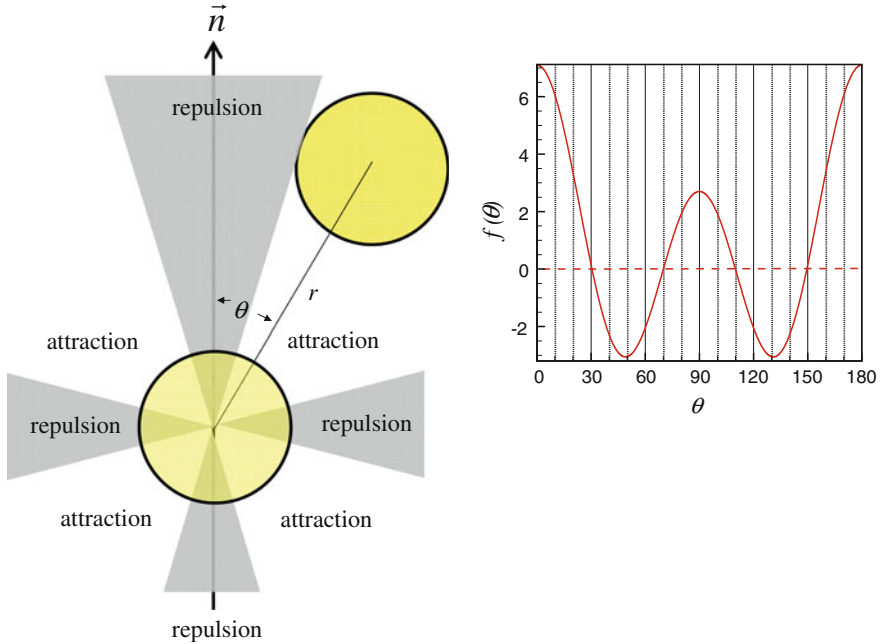 n
repulsion
θ
r
attraction
attraction
repulsion
repulsion
attraction
attraction
repulsion
f(θ)
6
4
2
0
-2
0 30 60 90 120 150 180
θ